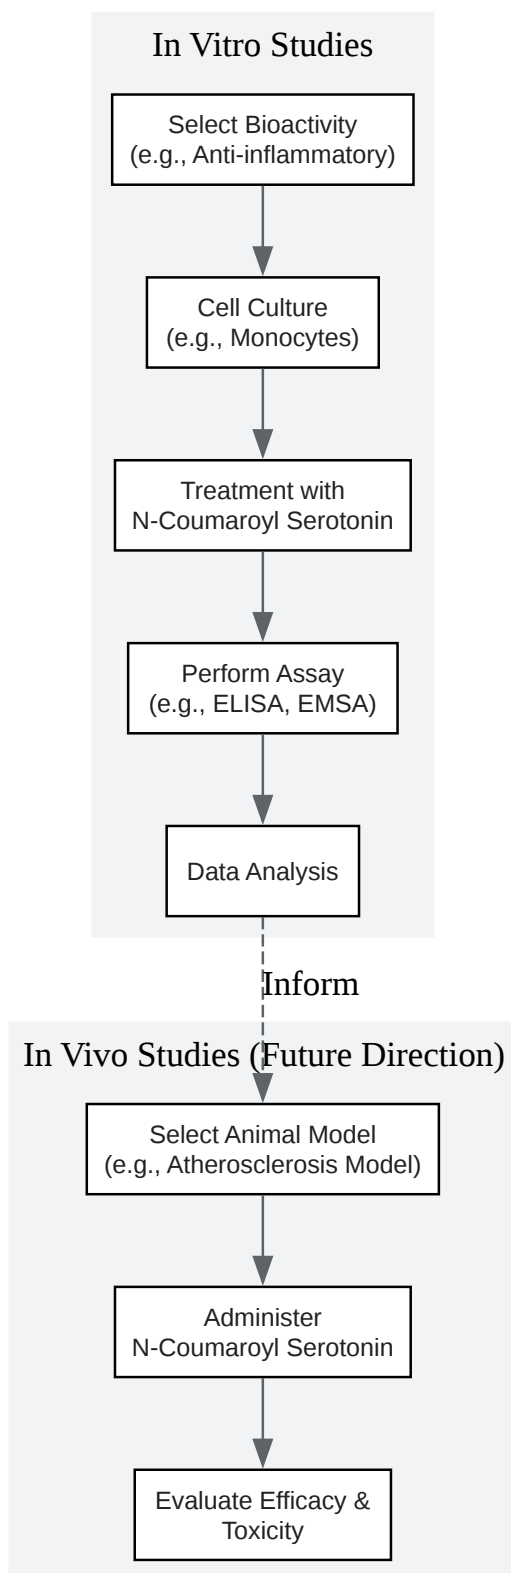 In Vitro Studies
Select Bioactivity
(e.g., Anti-inflammatory)
Cell Culture
(e.g., Monocytes)
Treatment with
N-Coumaroyl Serotonin
Perform Assay
(e.g., ELISA, EMSA)
Data Analysis
Inform
In Vivo Studies (Future Direction)
Select Animal Model
(e.g., Atherosclerosis Model)
Administer
N-Coumaroyl Serotonin
Evaluate Efficacy &
Toxicity